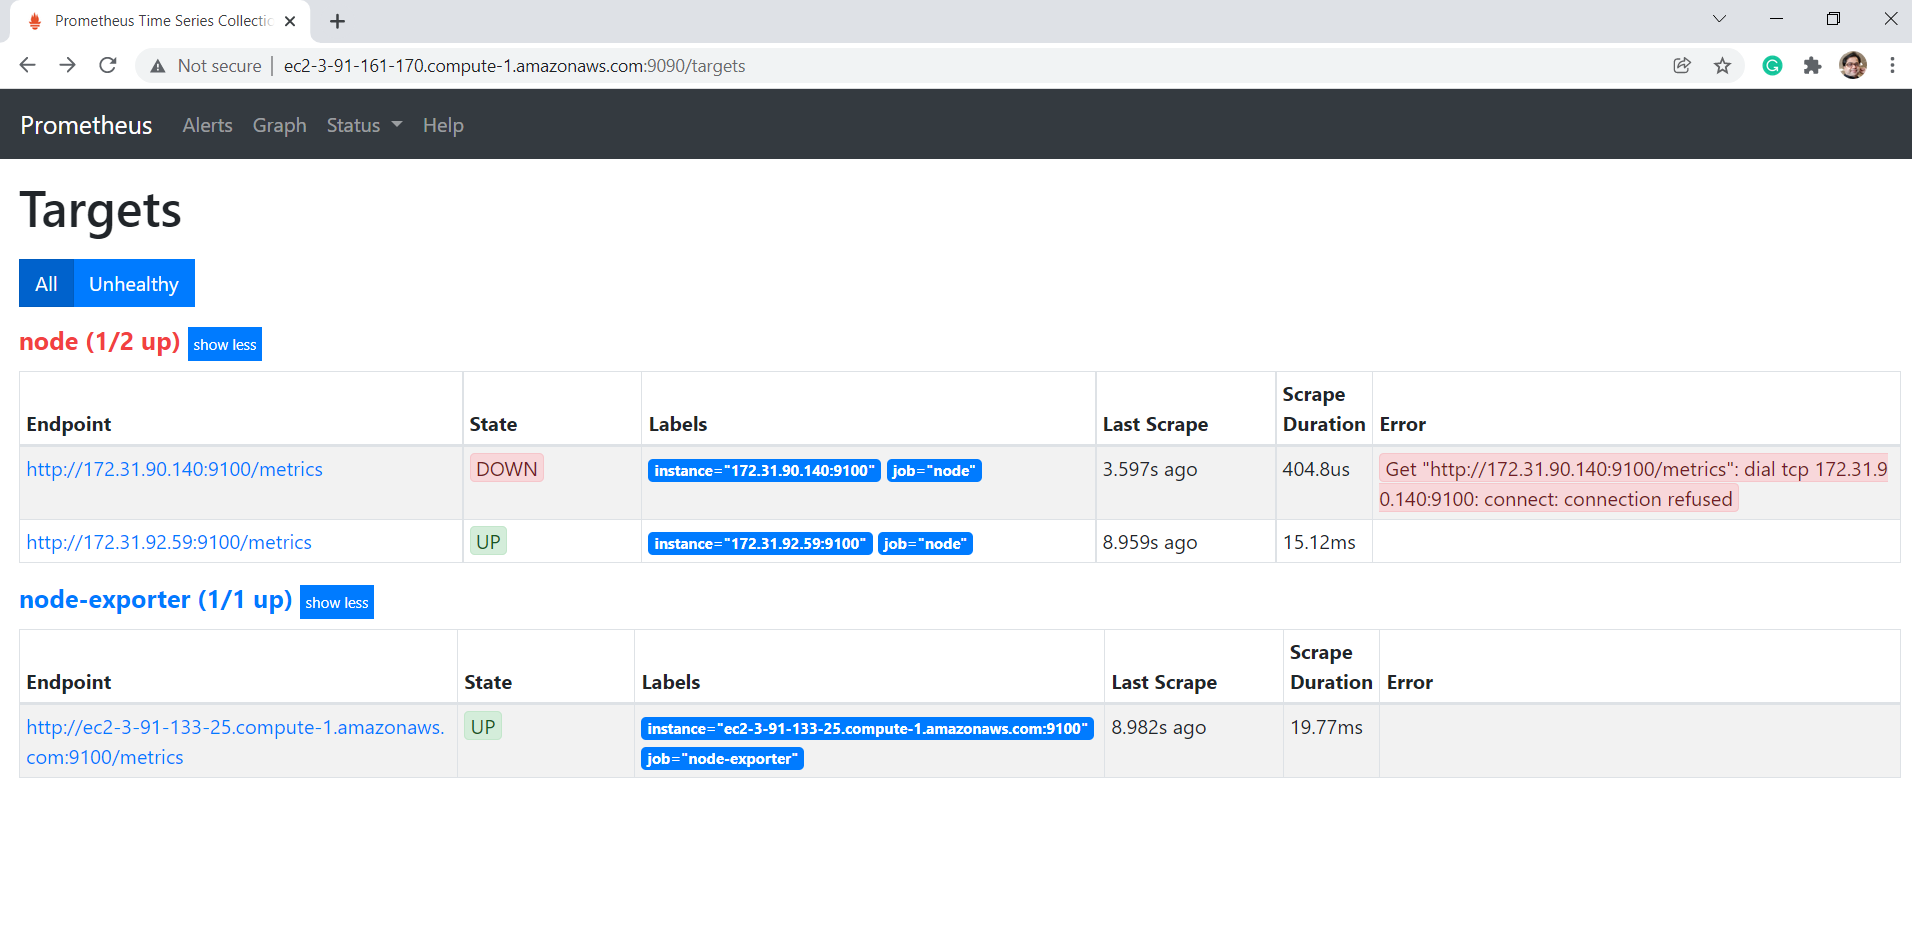 Prometheus Time Series Collectio
Not secure | ec2-3-91-161-170.compute-1.amazonaws.com:9090/targets
Prometheus Alerts Graph Status Help
Targets
All Unhealthy
node (1/2 up) show less
Endpoint State Labels Last Scrape Scrape Duration Error
http://172.31.90.140:9100/metrics DOWN instance="172.31.90.140:9100" job="node" 3.597s ago 404.8us Get "http://172.31.90.140:9100/metrics": dial tcp 172.31.9
0.140:9100: connect: connection refused
http://172.31.92.59:9100/metrics UP instance="172.31.92.59:9100" job="node" 8.959s ago 15.12ms
node-exporter (1/1 up) show less
Endpoint State Labels Last Scrape Scrape Duration Error
http://ec2-3-91-133-25.compute-1.amazonaws. UP instance="ec2-3-91-133-25.compute-1.amazonaws.com:9100" 8.982s ago 19.77ms
com:9100/metrics job="node-exporter"